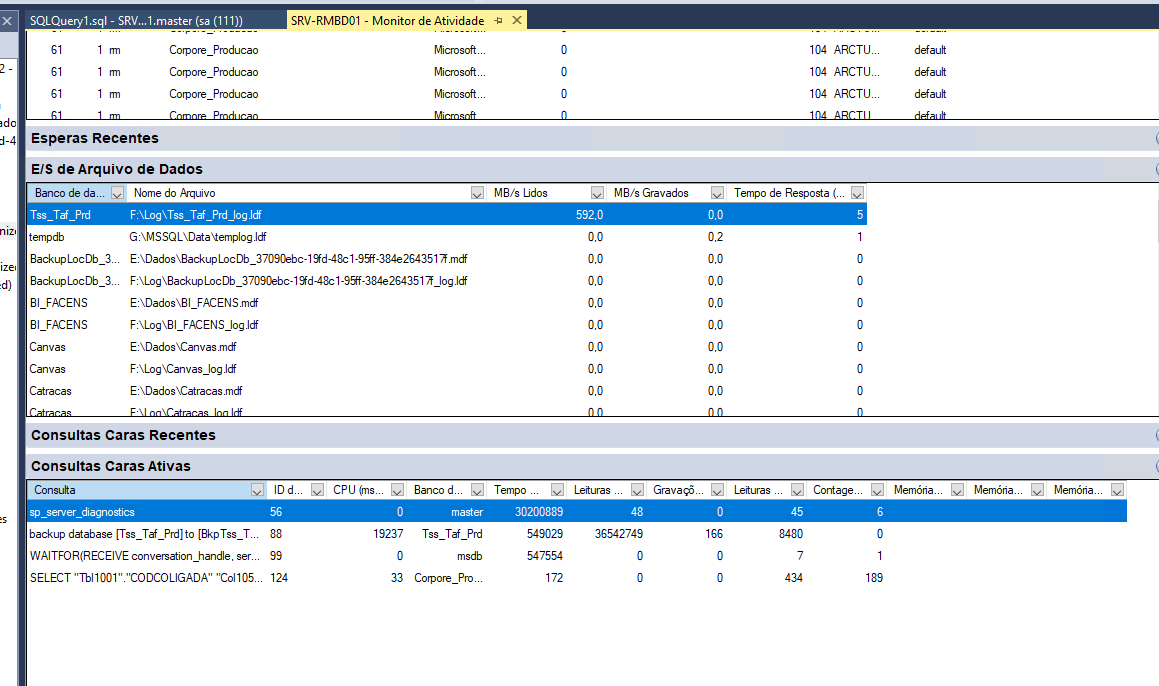 SQLQuery1.sql - SRV...1.master (sa (111)) SRV-RMBD01 - Monitor de Atividade
61 1 rm Corpore_Producao Microsoft... 0 104 ARCTU... default
61 1 rm Corpore_Producao Microsoft... 0 104 ARCTU... default
61 1 rm Corpore_Producao Microsoft... 0 104 ARCTU... default
61 1 rm Corpore_Producao Microsoft 0 104 ARCTU... default
Esperas Recentes
E/S de Arquivo de Dados
Banco de da... Nome do Arquivo MB/s Lidos MB/s Gravados Tempo de Resposta (...
Tss_Taf_Prd F:\Log\Tss_Taf_Prd_log.ldf 592,0 0,0 5
tempdb G:\MSSQL\Data\templog.ldf 0,0 0,2 1
BackupLocDb_3... E:\Dados\BackupLocDb_37090ebc-19fd-48c1-95ff-384e2643517f.mdf 0,0 0,0 0
BackupLocDb_3... F:\Log\BackupLocDb_37090ebc-19fd-48c1-95ff-384e2643517f_log.ldf 0,0 0,0 0
BI_FACENS E:\Dados\BI_FACENS.mdf 0,0 0,0 0
BI_FACENS F:\Log\BI_FACENS_log.ldf 0,0 0,0 0
Canvas E:\Dados\Canvas.mdf 0,0 0,0 0
Canvas F:\Log\Canvas_log.ldf 0,0 0,0 0
Catracas E:\Dados\Catracas.mdf 0,0 0,0 0
Catracas F:\Log\Catracas_log.ldf 0,0 0,0 0
Consultas Caras Recentes
Consultas Caras Ativas
Consulta ID d... CPU (ms... Banco d... Tempo ... Leituras ... Gravaçõ... Leituras ... Contage... Memória... Memória... Memória...
sp_server_diagnostics 56 0 master 30200889 48 0 45 6
backup database [Tss_Taf_Prd] to [BkpTss_T... 88 19237 Tss_Taf_Prd 549029 36542749 166 8480 0
WAITFOR(RECEIVE conversation_handle, ser... 99 0 msdb 547554 0 0 7 1
SELECT "Tbl1001"."CODCOLIGADA" "Col105... 124 33 Corpore_Pro... 172 0 0 434 189